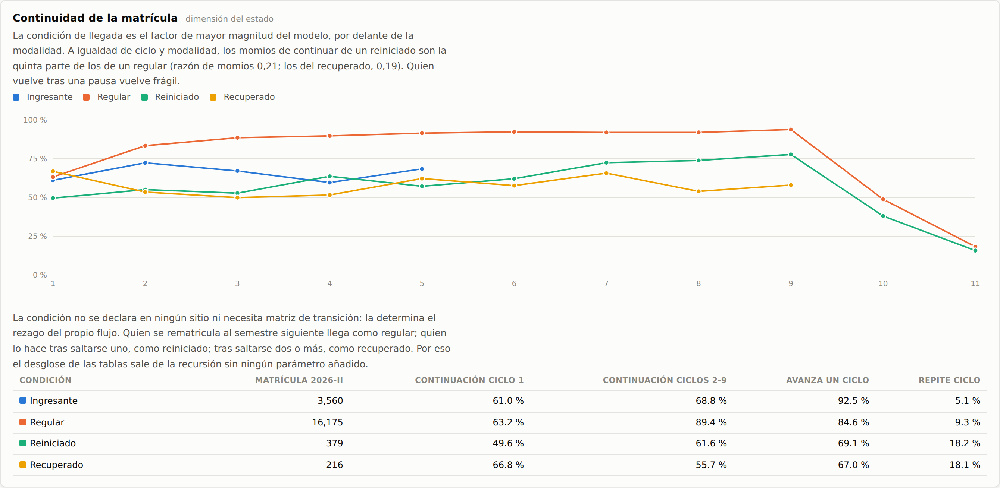 Continuidad de la matrícula dimensión del estado
La condición de llegada es el factor de mayor magnitud del modelo, por delante de la
modalidad. A igualdad de ciclo y modalidad, los momios de continuar de un reiniciado son la
quinta parte de los de un regular (razón de momios 0,21; los del recuperado, 0,19). Quien
vuelve tras una pausa vuelve frágil.
Ingresante Regular Reiniciado Recuperado
100 %
75 %
50 %
25 %
0 %
1 2 3 4 5 6 7 8 9 10 11
La condición no se declara en ningún sitio ni necesita matriz de transición: la determina el
rezago del propio flujo. Quien se rematricula al semestre siguiente llega como regular; quien
lo hace tras saltarse uno, como reiniciado; tras saltarse dos o más, como recuperado. Por eso
el desglose de las tablas sale de la recursión sin ningún parámetro añadido.
CONDICIÓN MATRÍCULA 2026-II CONTINUACIÓN CICLO 1 CONTINUACIÓN CICLOS 2-9 AVANZA UN CICLO REPITE CICLO
Ingresante 3,560 61.0 % 68.8 % 92.5 % 5.1 %
Regular 16,175 63.2 % 89.4 % 84.6 % 9.3 %
Reiniciado 379 49.6 % 61.6 % 69.1 % 18.2 %
Recuperado 216 66.8 % 55.7 % 67.0 % 18.1 %